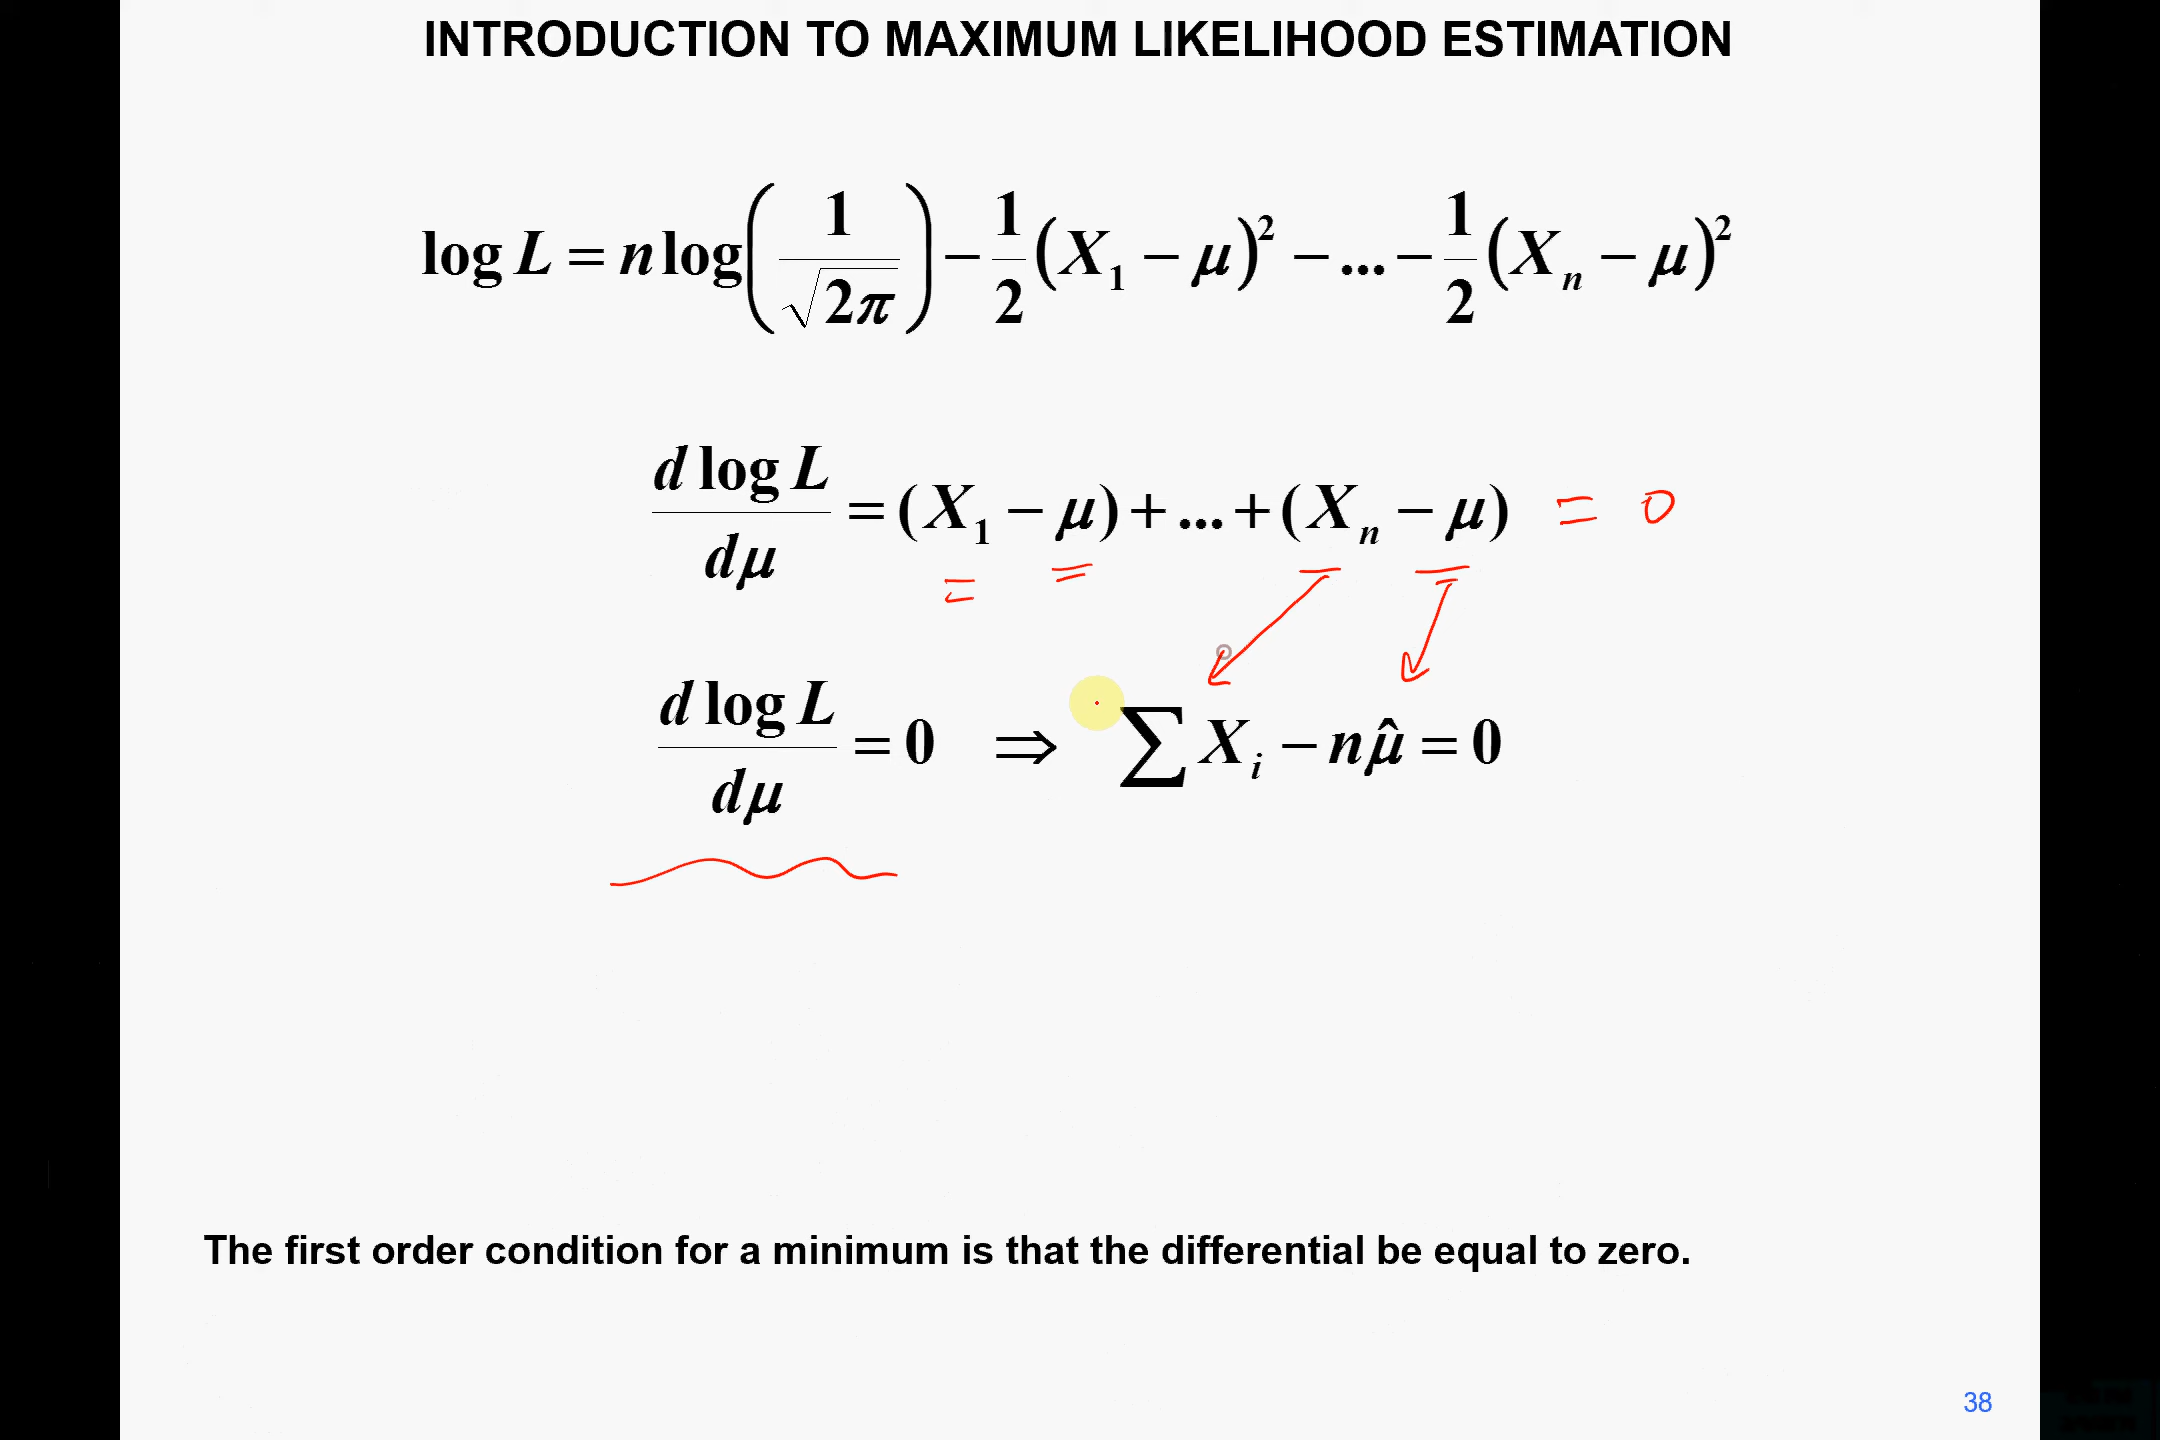 INTRODUCTION TO MAXIMUM LIKELIHOOD ESTIMATION
log L = n log(1/√2π) − 1/2 (X₁ − μ)² − ... − 1/2 (Xₙ − μ)²
d log L/dμ = (X₁ − μ) + ... + (Xₙ − μ) = 0
d log L/dμ = 0 ⇒ ∑ Xᵢ − nμ̂ = 0
The first order condition for a minimum is that the differential be equal to zero.
38